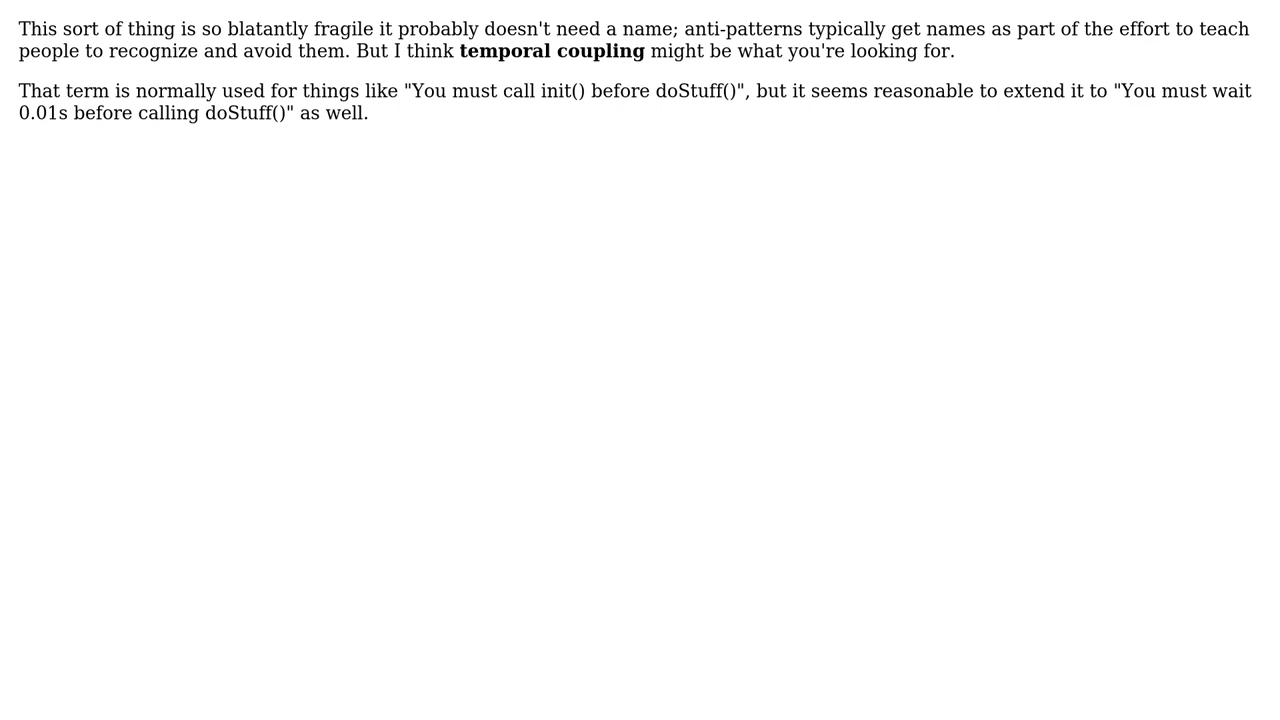 This sort of thing is so blatantly fragile it probably doesn't need a name; anti-patterns typically get names as part of the effort to teach
people to recognize and avoid them. But I think temporal coupling might be what you're looking for.
That term is normally used for things like "You must call init() before doStuff()", but it seems reasonable to extend it to "You must wait
0.01s before calling doStuff()" as well.